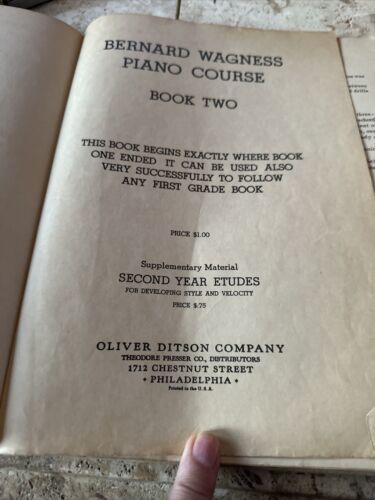 BERNARD WAGNESS
PIANO COURSE
BOOK TWO
THIS BOOK BEGINS EXACTLY WHERE BOOK
ONE ENDED IT CAN BE USED ALSO
VERY SUCCESSFULLY TO FOLLOW
ANY FIRST GRADE BOOK
PRICE $1.00
Supplementary Material
SECOND YEAR ETUDES
FOR DEVELOPING STYLE AND VELOCITY
PRICE $.75
OLIVER DITSON COMPANY
THEODORE PRESSER CO., DISTRIBUTORS
1712 CHESTNUT STREET
• PHILADELPHIA •
Printed in the U. S. A.